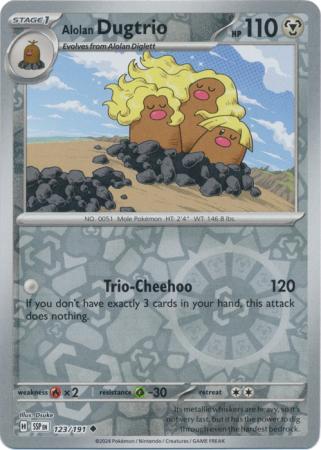 STAGE 1
Alolan Dugtrio
HP 110
Evolves from Alolan Diglett
NO. 0051 Mole Pokémon HT: 2'4" WT: 146.8 lbs.
Trio-Cheehoo 120
If you don't have exactly 3 cards in your hand, this attack
does nothing.
weakness ×2 resistance -30 retreat
Illus. Dsuke
H SSP EN 123/191
©2024 Pokémon / Nintendo / Creatures / GAME FREAK
Its metallic whiskers are heavy, so it's
not very fast, but it has the power to dig
through even the hardest bedrock.